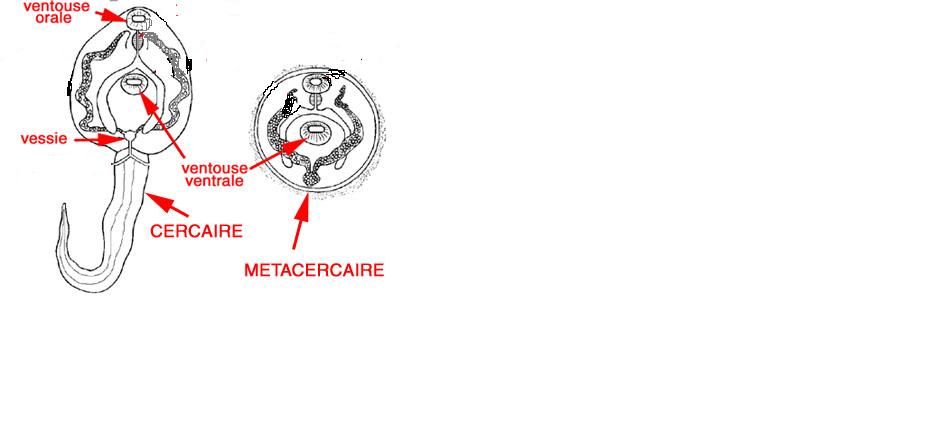 ventouse
orale
vessie
ventouse
ventrale
CERCAIRE
METACERCAIRE